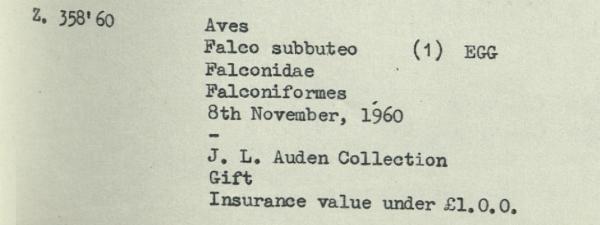 Z. 358'60
Aves
Falco subbuteo (1) EGG
Falconidae
Falconiformes
8th November, 1960
-
J. L. Auden Collection
Gift
Insurance value under £1.0.0.